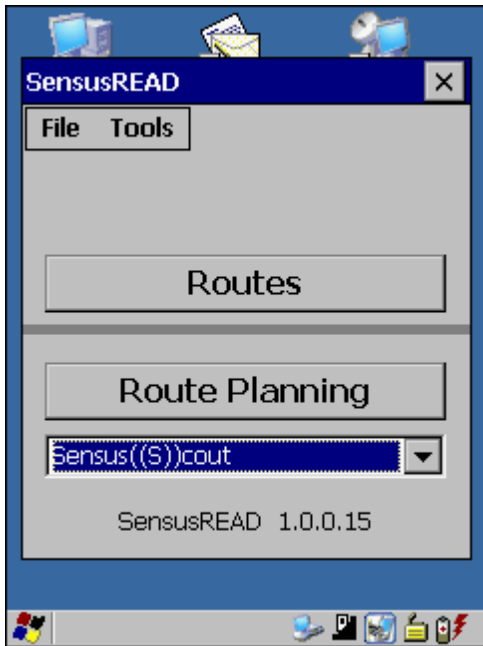 SensusREAD
File Tools
Routes
Route Planning
Sensus((S))cout
SensusREAD 1.0.0.15